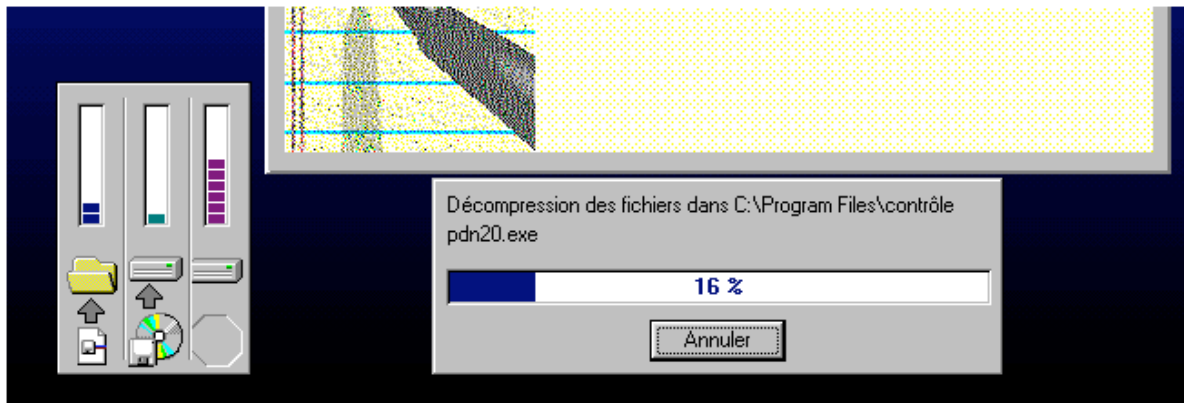 Décompression des fichiers dans C:\Program Files\contrôle
pdn20.exe
16 %
Annuler